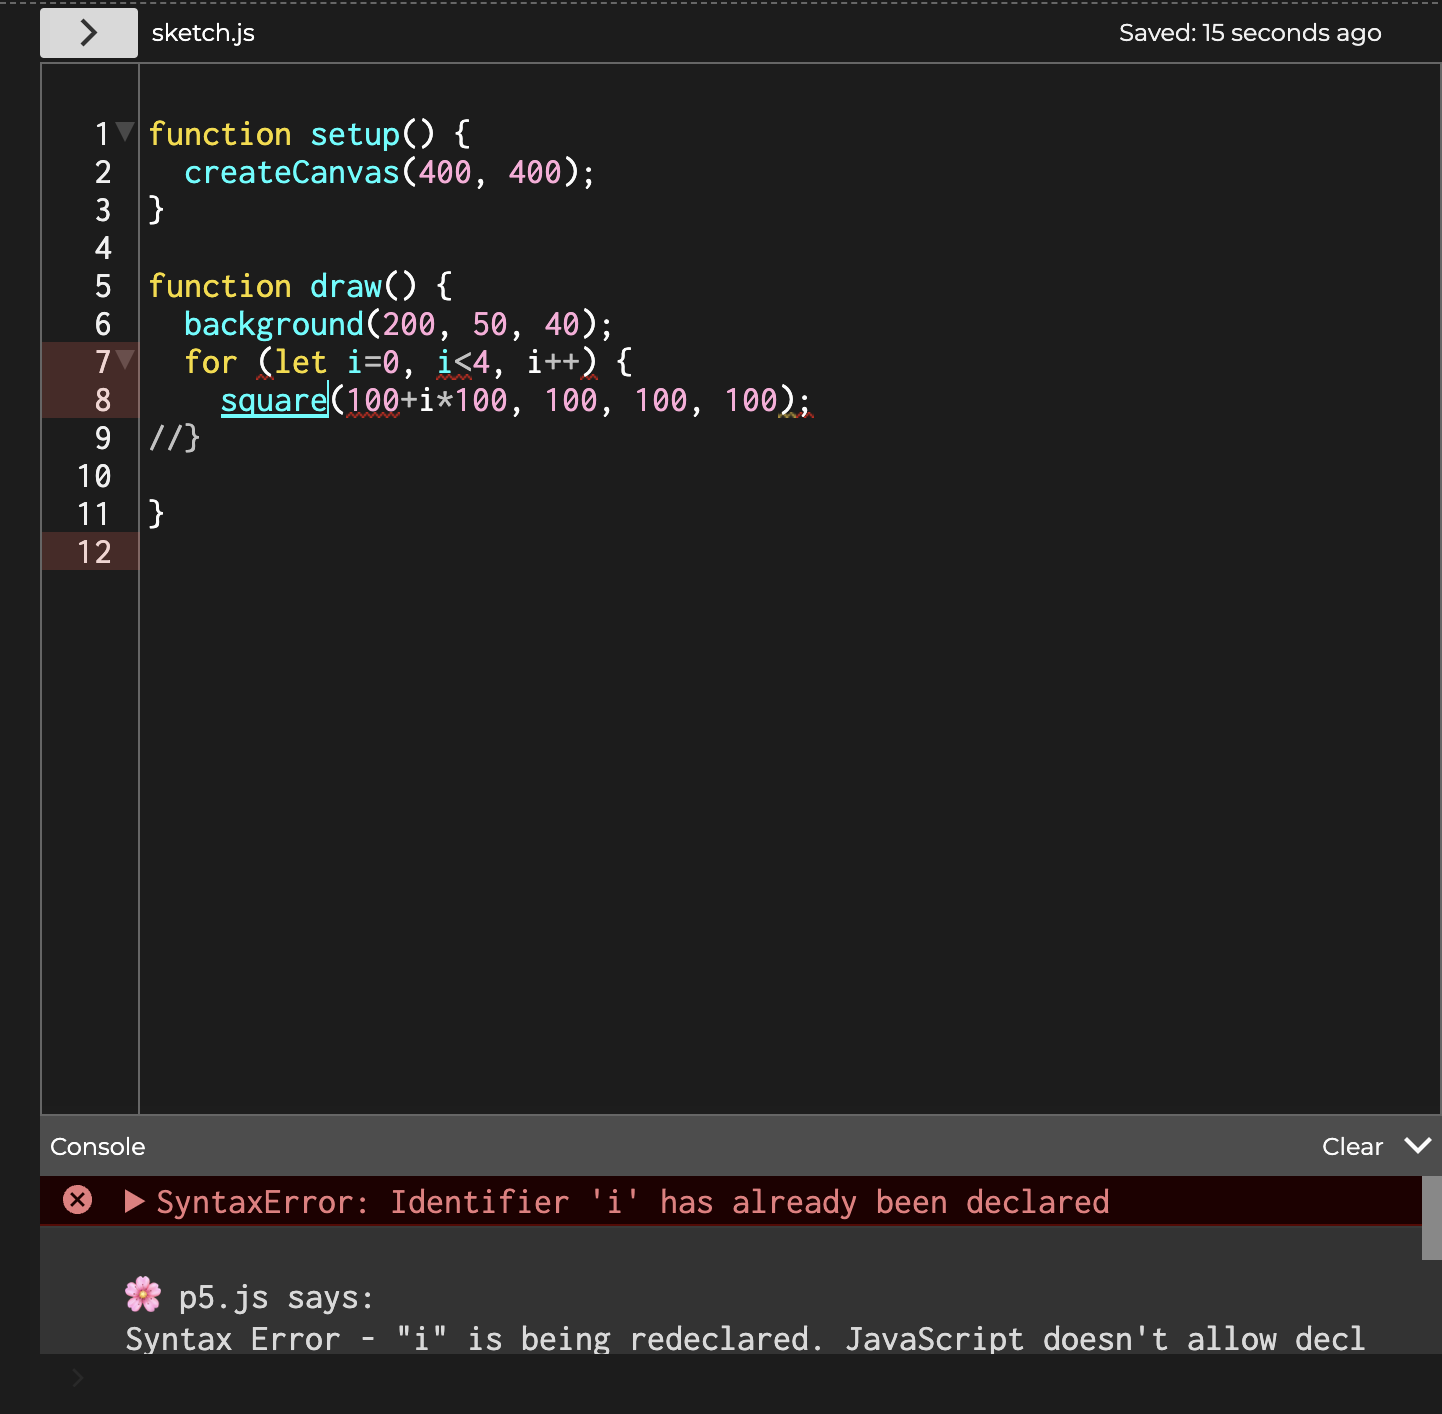 sketch.js
Saved: 15 seconds ago
1 function setup() {
2 createCanvas(400, 400);
3 }
4
5 function draw() {
6 background(200, 50, 40);
7 for (let i=0, i<4, i++) {
8 square(100+i*100, 100, 100, 100);
9 //}
10
11 }
12
Console
Clear
SyntaxError: Identifier 'i' has already been declared
🌸 p5.js says:
Syntax Error - "i" is being redeclared. JavaScript doesn't allow decl